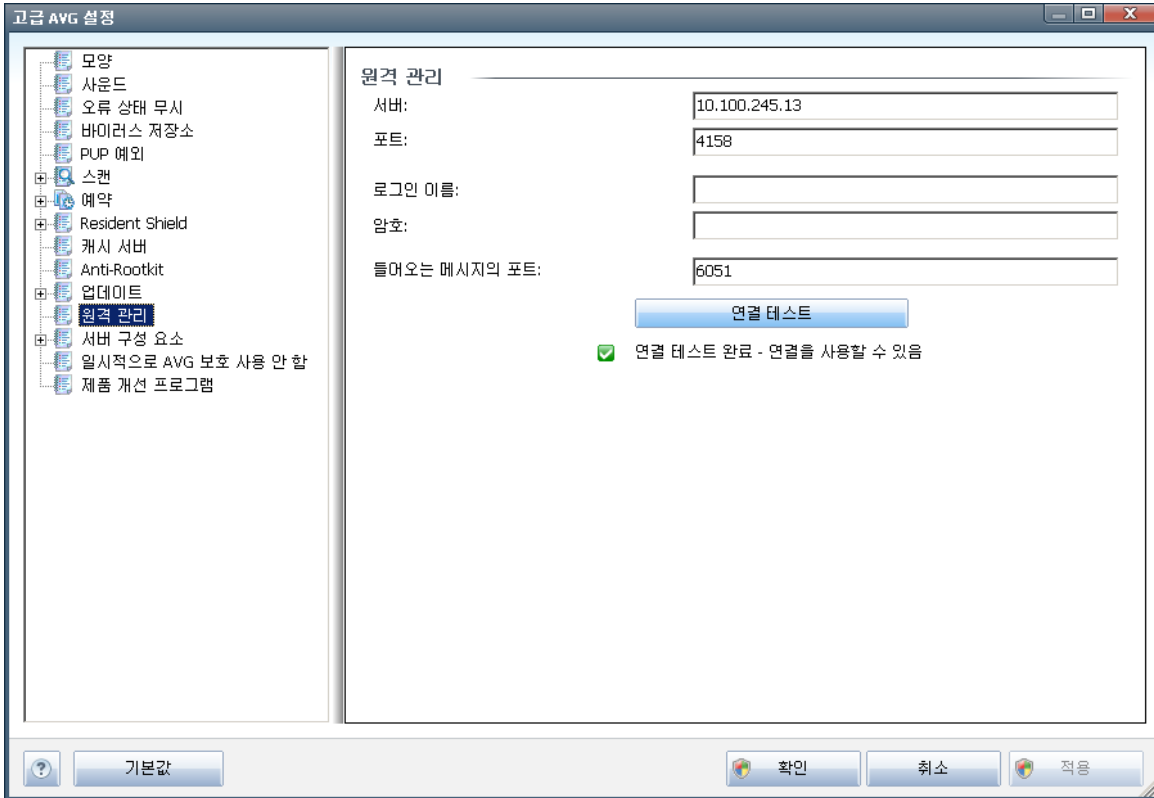 고급 AVG 설정
모양
사운드
오류 상태 무시
바이러스 저장소
PUP 예외
스캔
예약
Resident Shield
캐시 서버
Anti-Rootkit
업데이트
원격 관리
서버 구성 요소
일시적으로 AVG 보호 사용 안 함
제품 개선 프로그램
원격 관리
서버: 10.100.245.13
포트: 4158
로그인 이름:
암호:
들어오는 메시지의 포트: 6051
연결 테스트
연결 테스트 완료 - 연결을 사용할 수 있음
? 기본값 확인 취소 적용